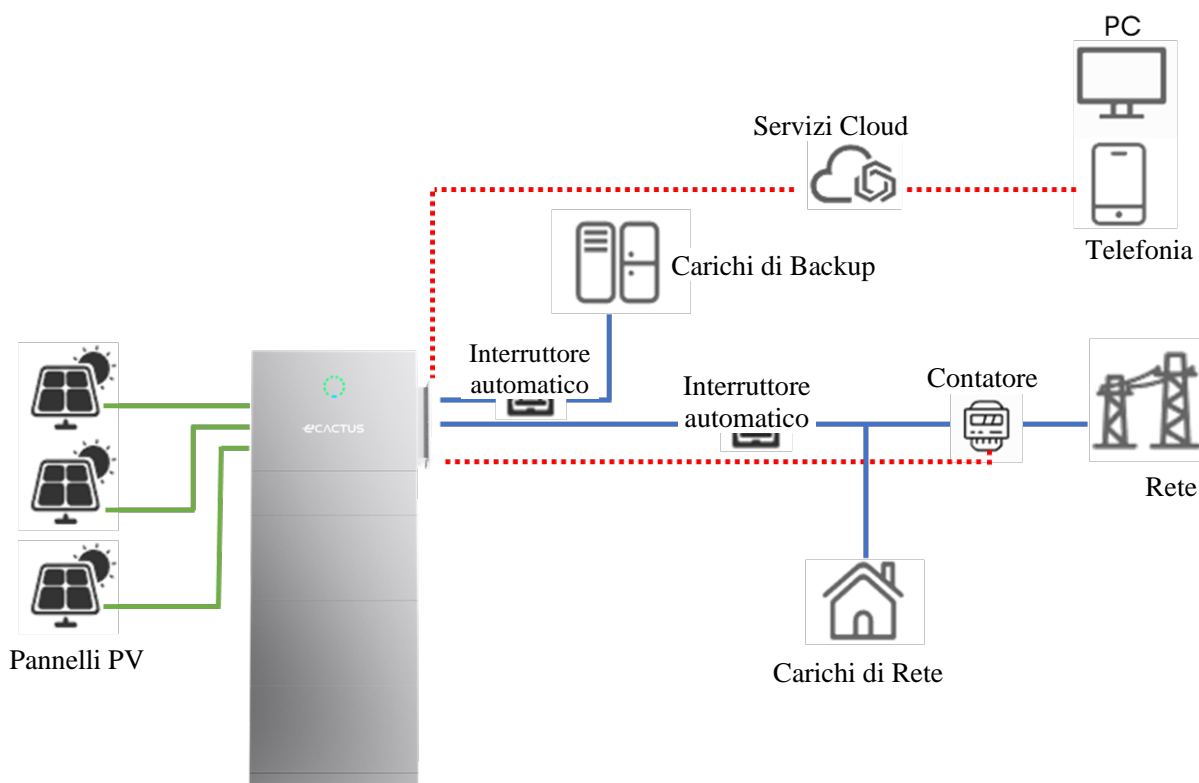 PC
Servizi Cloud
Telefonia
Carichi di Backup
Interruttore
automatico
Interruttore
automatico
Contatore
eCACTUS
Rete
Pannelli PV
Carichi di Rete